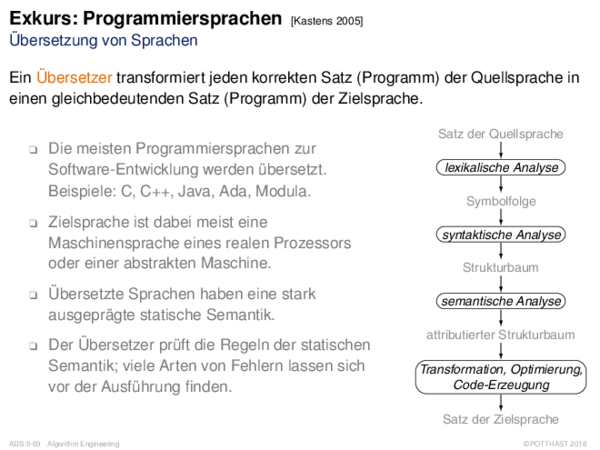 Exkurs: Programmiersprachen [Kastens 2005]
Übersetzung von Sprachen
Ein Übersetzer transformiert jeden korrekten Satz (Programm) der Quellsprache in
einen gleichbedeutenden Satz (Programm) der Zielsprache.
❑ Die meisten Programmiersprachen zur
Software-Entwicklung werden übersetzt.
Beispiele: C, C++, Java, Ada, Modula.
❑ Zielsprache ist dabei meist eine
Maschinensprache eines realen Prozessors
oder einer abstrakten Maschine.
❑ Übersetzte Sprachen haben eine stark
ausgeprägte statische Semantik.
❑ Der Übersetzer prüft die Regeln der statischen
Semantik; viele Arten von Fehlern lassen sich
vor der Ausführung finden.
Satz der Quellsprache
lexikalische Analyse
Symbolfolge
syntaktische Analyse
Strukturbaum
semantische Analyse
attributierter Strukturbaum
Transformation, Optimierung,
Code-Erzeugung
Satz der Zielsprache
ADS:9-69 Algorithm Engineering
©POTTHAST 2018